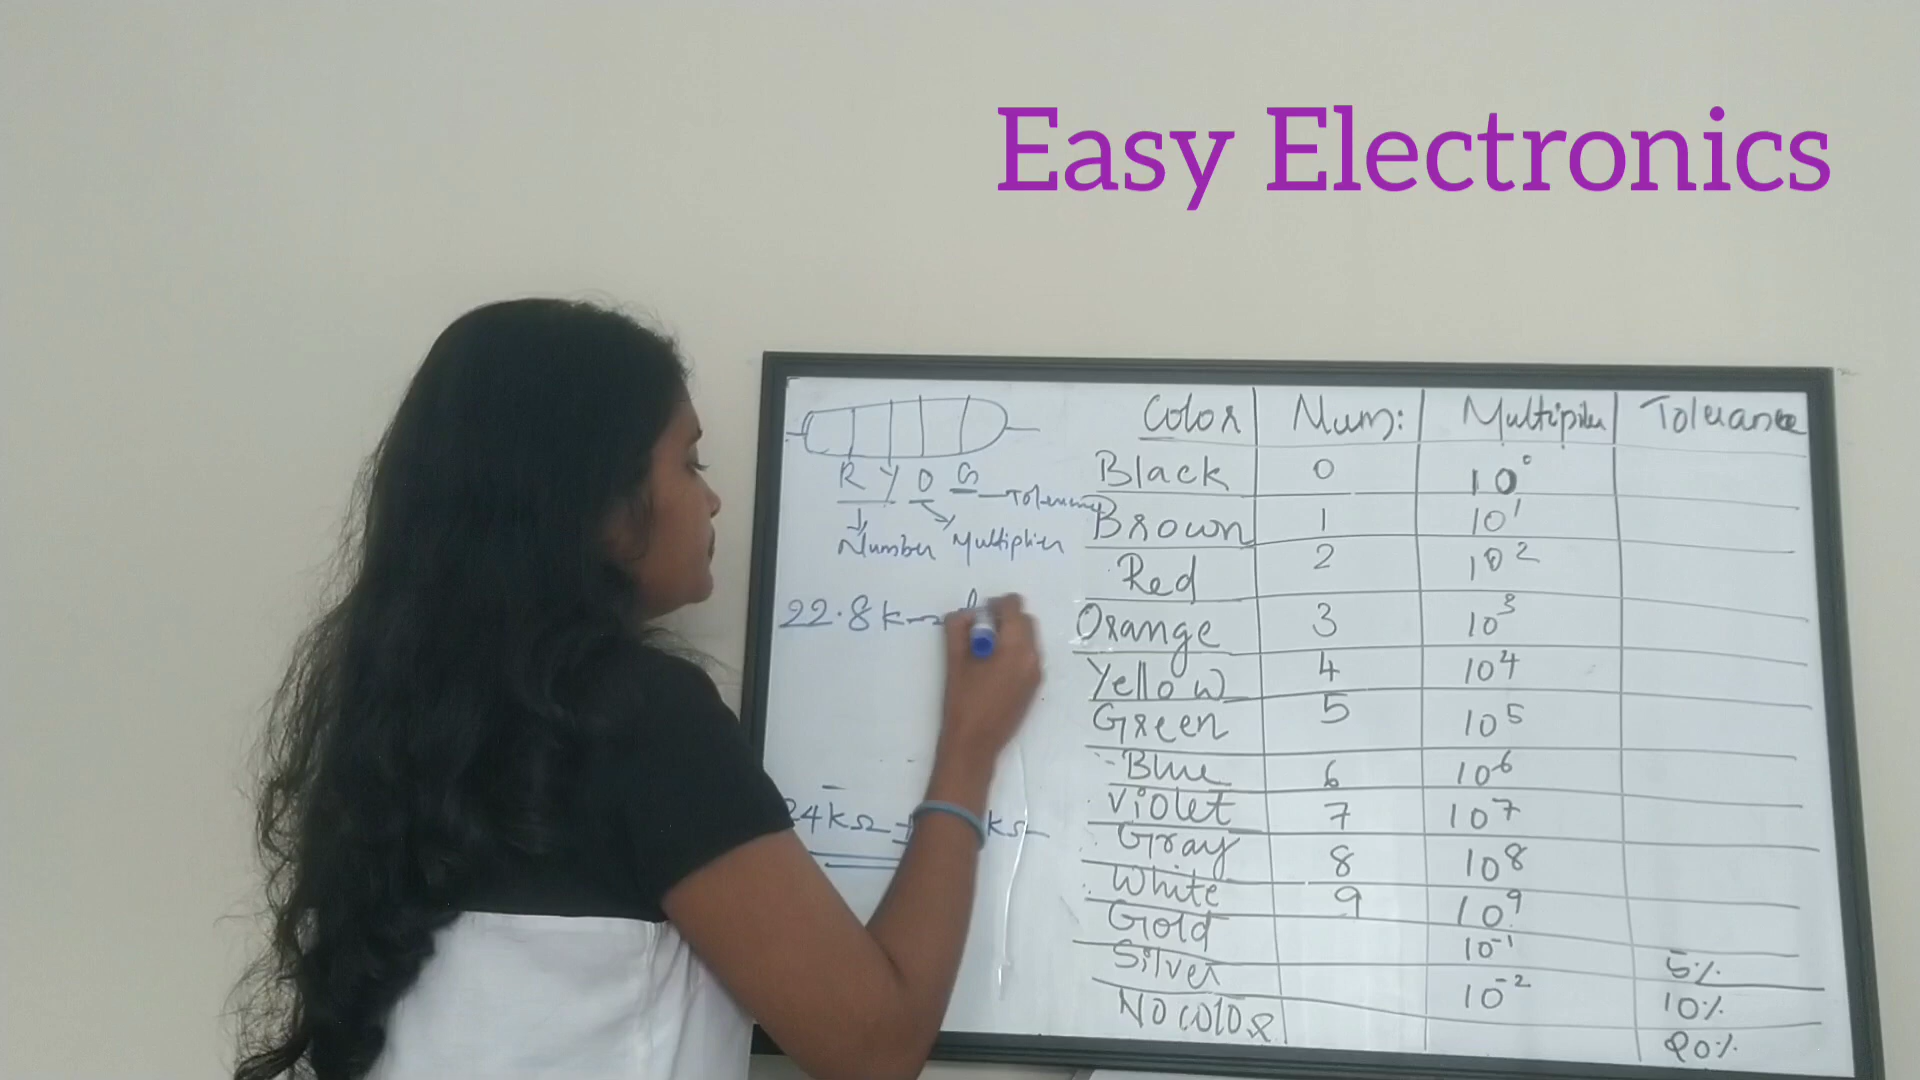 Easy Electronics
R Y O G
Tolerance
Number Multiplier
22.8kΩ
24kΩ ± kΩ
Color Num: Multiplier Tolerance
Black 0 10⁰
Brown 1 10¹
Red 2 10²
Orange 3 10³
Yellow 4 10⁴
Green 5 10⁵
Blue 6 10⁶
Violet 7 10⁷
Gray 8 10⁸
White 9 10⁹
Gold 10⁻¹ 5%
Silver 10⁻² 10%
No color 20%